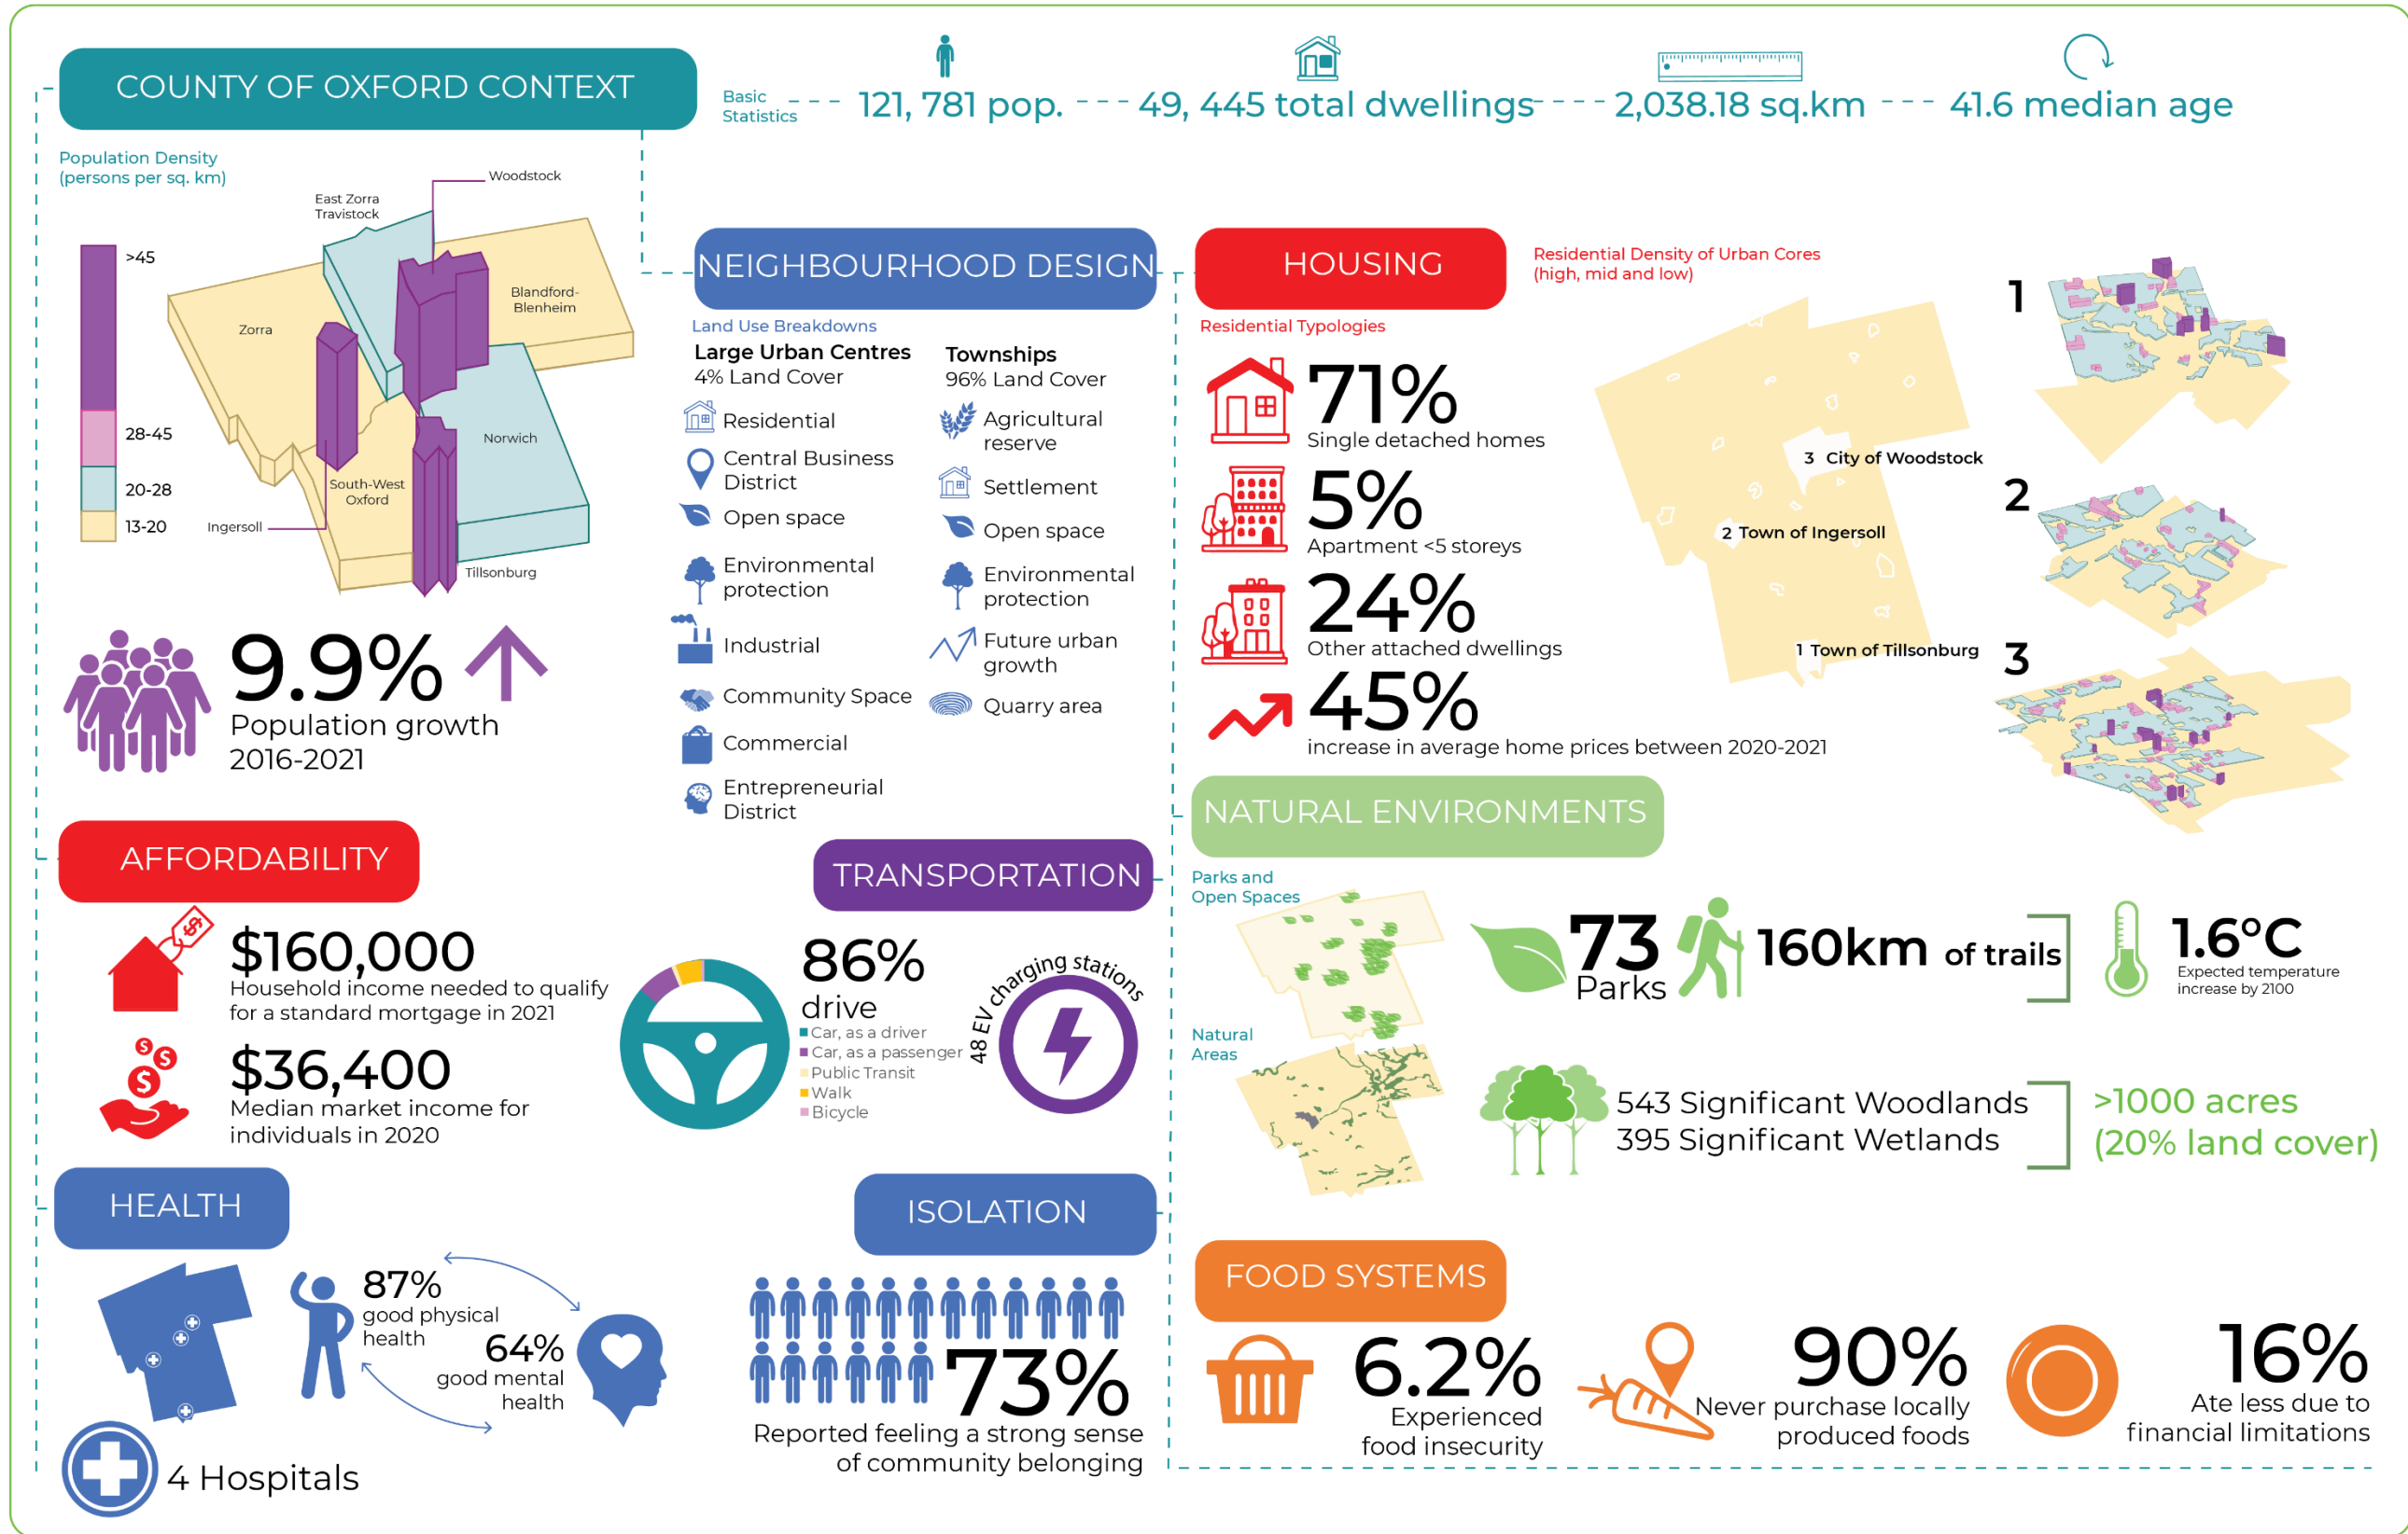 COUNTY OF OXFORD CONTEXT
Basic
Statistics
121, 781 pop.
49, 445 total dwellings
2,038.18 sq.km
41.6 median age
Population Density
(persons per sq. km)
>45
28-45
20-28
13-20
Woodstock
East Zorra
Travistock
Blandford-
Blenheim
Zorra
Norwich
South-West
Oxford
Ingersoll
Tillsonburg
9.9%
Population growth
2016-2021
NEIGHBOURHOOD DESIGN
Land Use Breakdowns
Large Urban Centres
4% Land Cover
Residential
Central Business
District
Open space
Environmental
protection
Industrial
Community Space
Commercial
Entrepreneurial
District
Townships
96% Land Cover
Agricultural
reserve
Settlement
Open space
Environmental
protection
Future urban
growth
Quarry area
HOUSING
Residential Typologies
71%
Single detached homes
5%
Apartment <5 storeys
24%
Other attached dwellings
45%
increase in average home prices between 2020-2021
Residential Density of Urban Cores
(high, mid and low)
3 City of Woodstock
2 Town of Ingersoll
1 Town of Tillsonburg
1
2
3
AFFORDABILITY
$160,000
Household income needed to qualify
for a standard mortgage in 2021
$36,400
Median market income for
individuals in 2020
TRANSPORTATION
86%
drive
Car, as a driver
Car, as a passenger
Public Transit
Walk
Bicycle
48 EV charging stations
NATURAL ENVIRONMENTS
Parks and
Open Spaces
73
Parks
160km of trails
1.6°C
Expected temperature
increase by 2100
Natural
Areas
543 Significant Woodlands
395 Significant Wetlands
>1000 acres
(20% land cover)
HEALTH
87%
good physical
health
64%
good mental
health
4 Hospitals
ISOLATION
73%
Reported feeling a strong sense
of community belonging
FOOD SYSTEMS
6.2%
Experienced
food insecurity
90%
Never purchase locally
produced foods
16%
Ate less due to
financial limitations